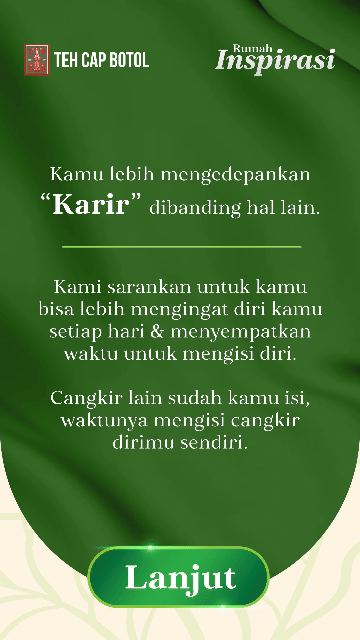 TEH CAP BOTOL
Rumah
Inspirasi
Kamu lebih mengedepankan
“Karir” dibanding hal lain.
Kami sarankan untuk kamu
bisa lebih mengingat diri kamu
setiap hari & menyempatkan
waktu untuk mengisi diri.
Cangkir lain sudah kamu isi,
waktunya mengisi cangkir
dirimu sendiri.
Lanjut